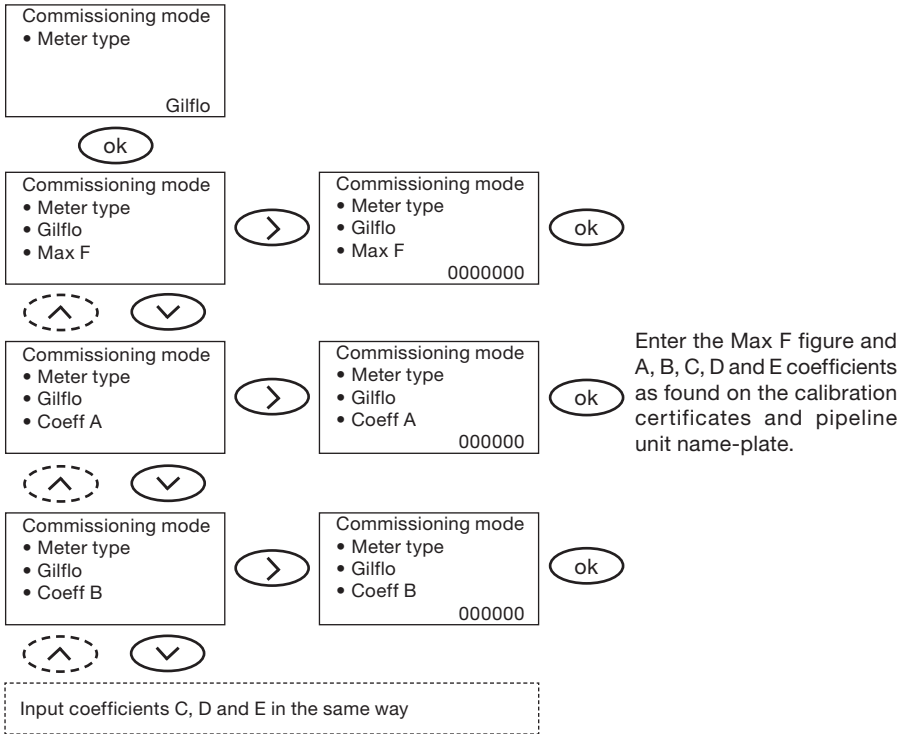 Commissioning mode
• Meter type
Gilflo
ok
Commissioning mode
• Meter type
• Gilflo
• Max F
Commissioning mode
• Meter type
• Gilflo
• Max F
0000000
ok
Commissioning mode
• Meter type
• Gilflo
• Coeff A
Commissioning mode
• Meter type
• Gilflo
• Coeff A
000000
ok
Enter the Max F figure and
A, B, C, D and E coefficients
as found on the calibration
certificates and pipeline
unit name-plate.
Commissioning mode
• Meter type
• Gilflo
• Coeff B
Commissioning mode
• Meter type
• Gilflo
• Coeff B
000000
ok
Input coefficients C, D and E in the same way